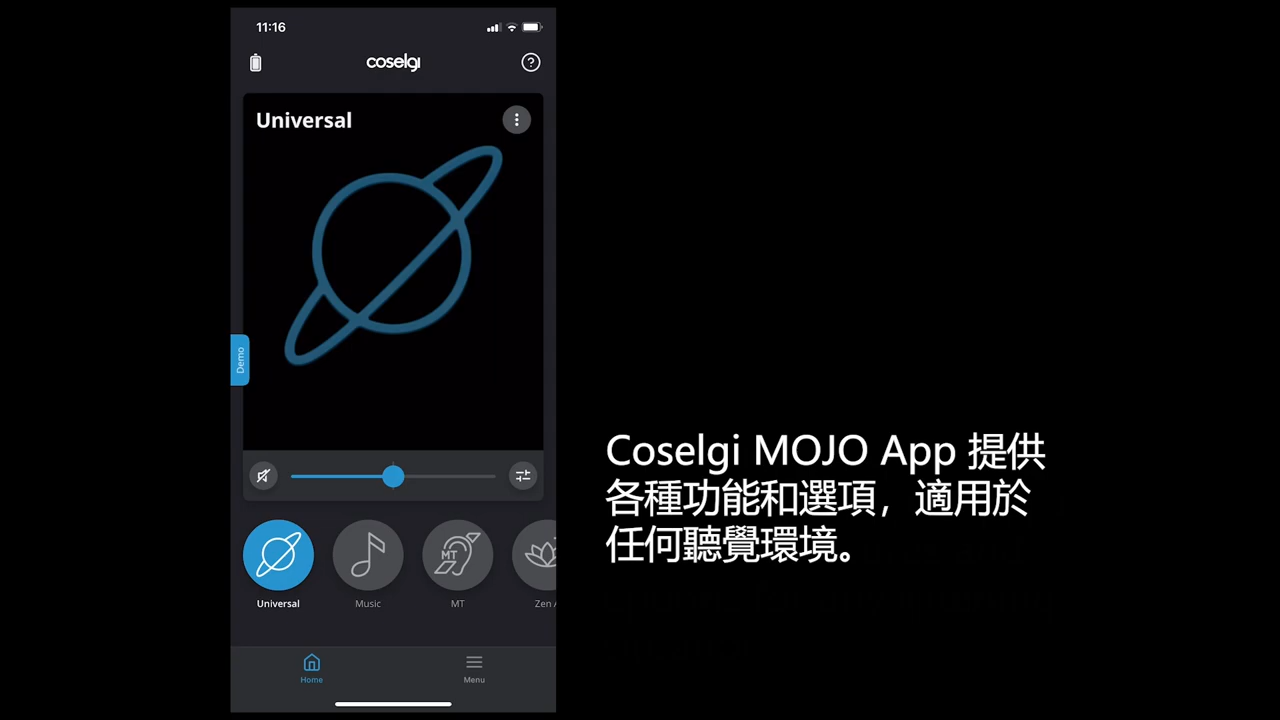 11:16
coselgi
?
Universal
Demo
MT
Universal
Music
MT
Zen
Home
Menu
Coselgi MOJO App 提供
各種功能和選項，適用於
任何聽覺環境。